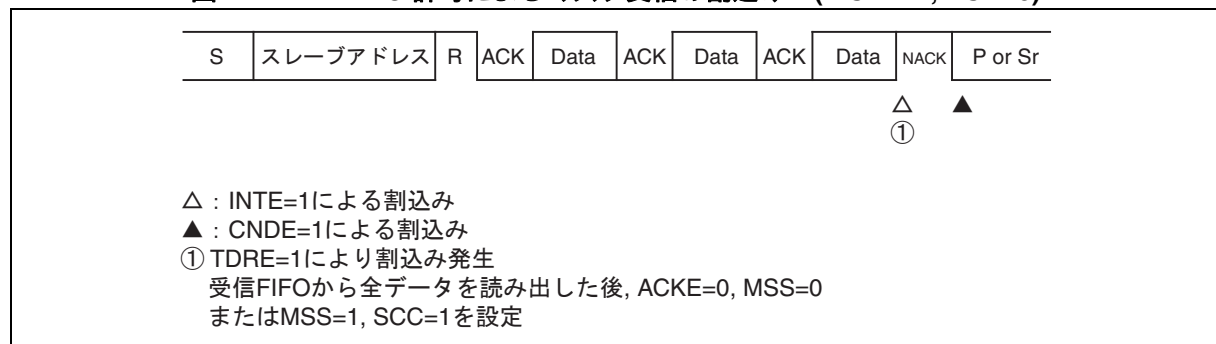 S スレーブアドレス R ACK Data ACK Data ACK Data NACK P or Sr
△ ▲
①
△：INTE=1による割込み
▲：CNDE=1による割込み
① TDRE=1により割込み発生
受信FIFOから全データを読み出した後, ACKE=0, MSS=0
またはMSS=1, SCC=1を設定